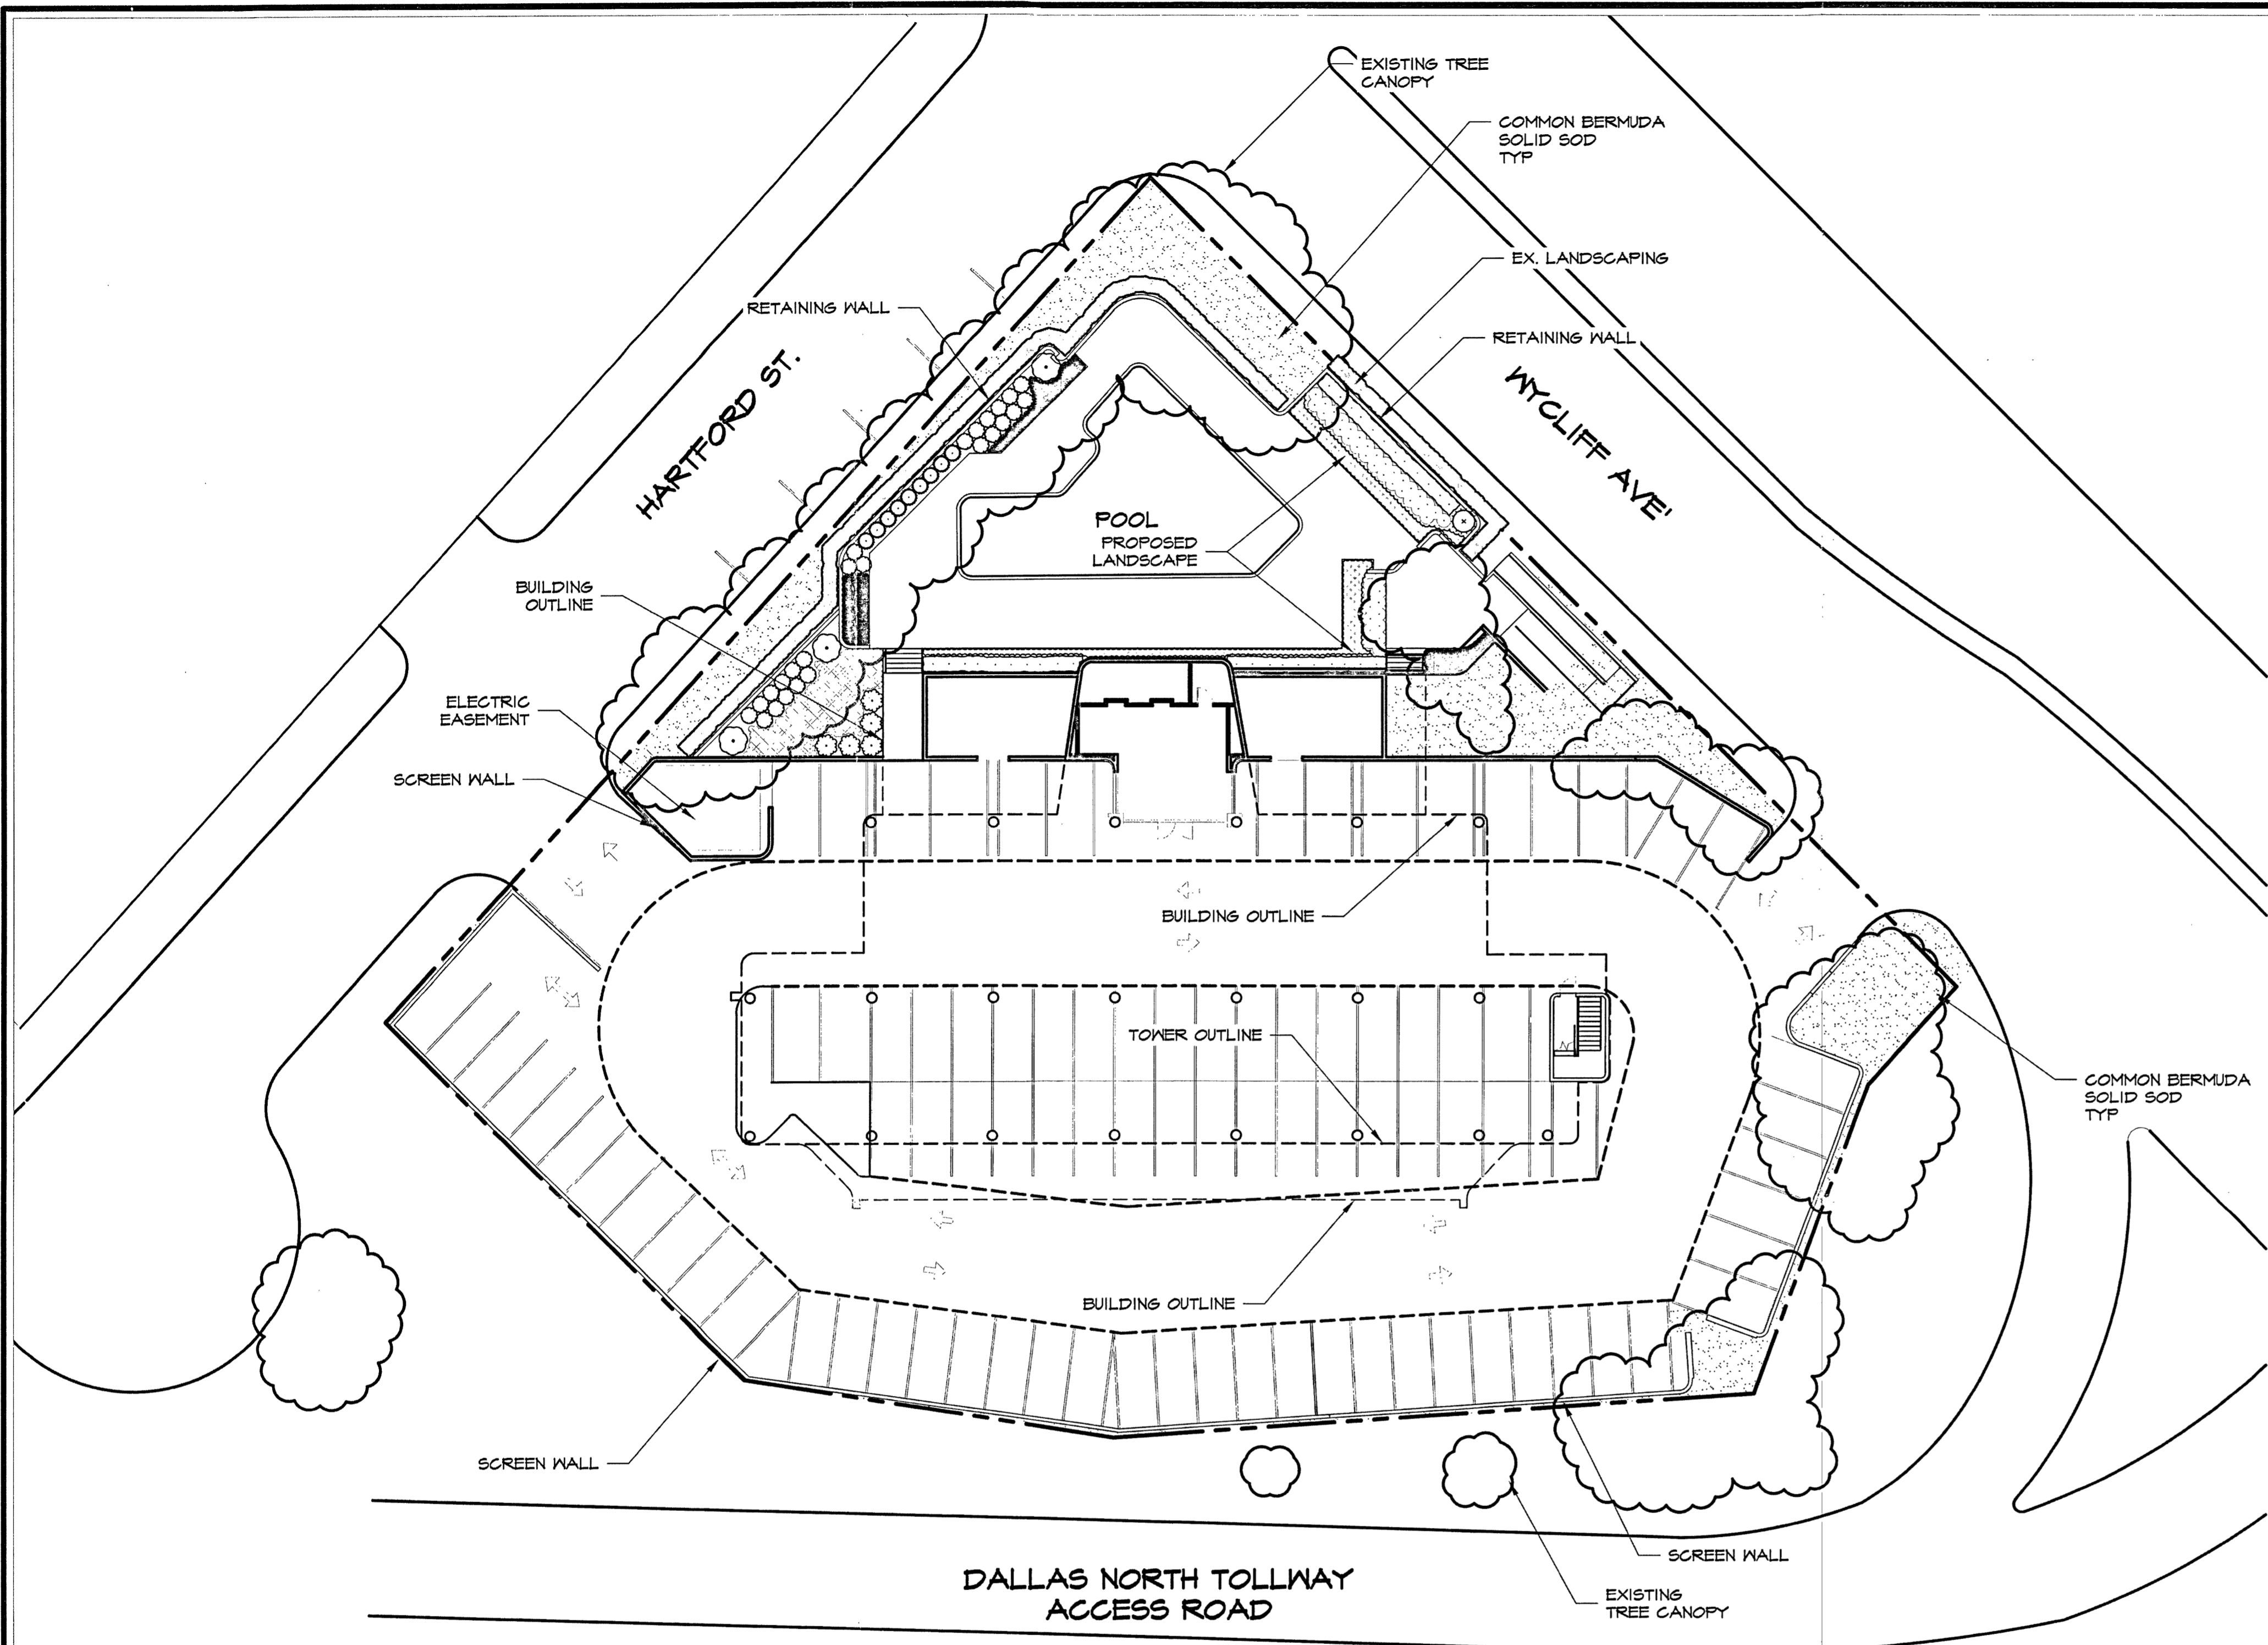 EXISTING TREE
CANOPY
COMMON BERMUDA
SOLID SOD
TYP
EX. LANDSCAPING
RETAINING WALL
RETAINING WALL
HARTFORD ST.
WYCLIFF AVE'
POOL
PROPOSED
LANDSCAPE
BUILDING
OUTLINE
ELECTRIC
EASEMENT
SCREEN WALL
BUILDING OUTLINE
TOWER OUTLINE
COMMON BERMUDA
SOLID SOD
TYP
BUILDING OUTLINE
SCREEN WALL
SCREEN WALL
DALLAS NORTH TOLLWAY
ACCESS ROAD
EXISTING
TREE CANOPY